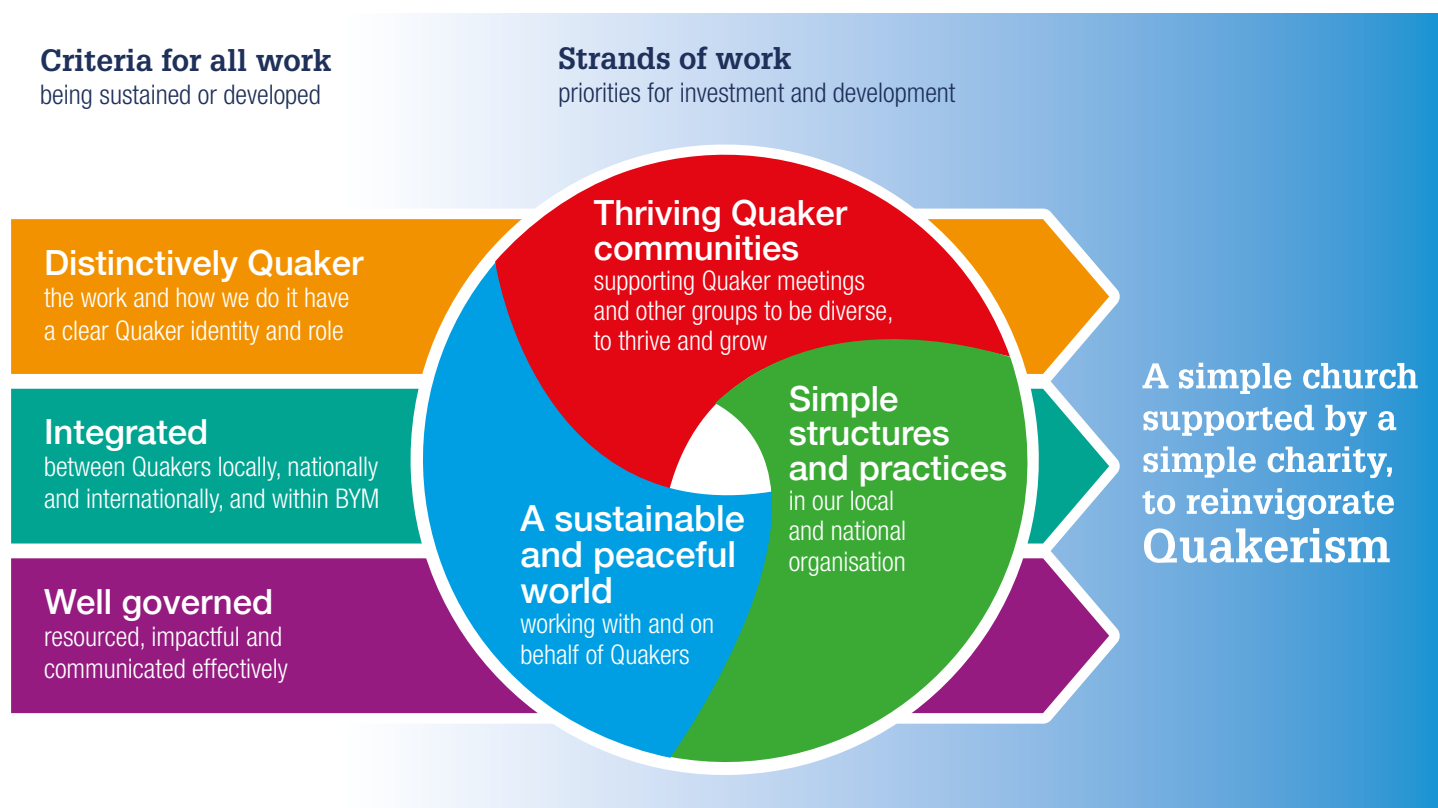 Criteria for all work
being sustained or developed
Strands of work
priorities for investment and development
Distinctively Quaker
the work and how we do it have
a clear Quaker identity and role
Integrated
between Quakers locally, nationally
and internationally, and within BYM
Well governed
resourced, impactful and
communicated effectively
Thriving Quaker
communities
supporting Quaker meetings
and other groups to be diverse,
to thrive and grow
Simple
structures
and practices
in our local
and national
organisation
A sustainable
and peaceful
world
working with and on
behalf of Quakers
A simple church
supported by a
simple charity,
to reinvigorate
Quakerism